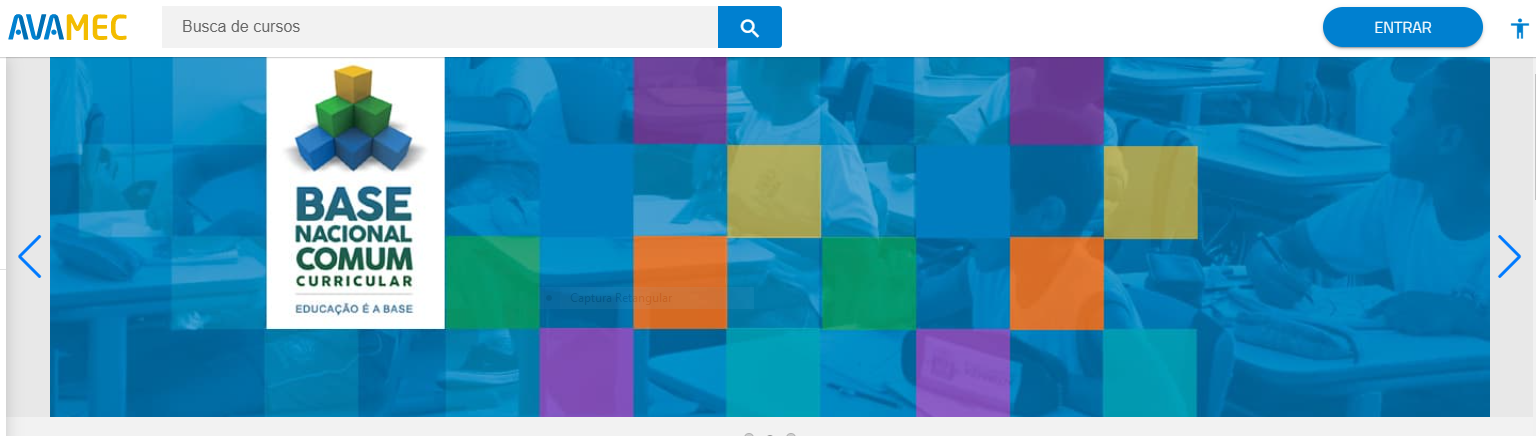 AVAMEC
Busca de cursos
ENTRAR
BASE
NACIONAL
COMUM
CURRICULAR
EDUCAÇÃO É A BASE
Captura Retangular